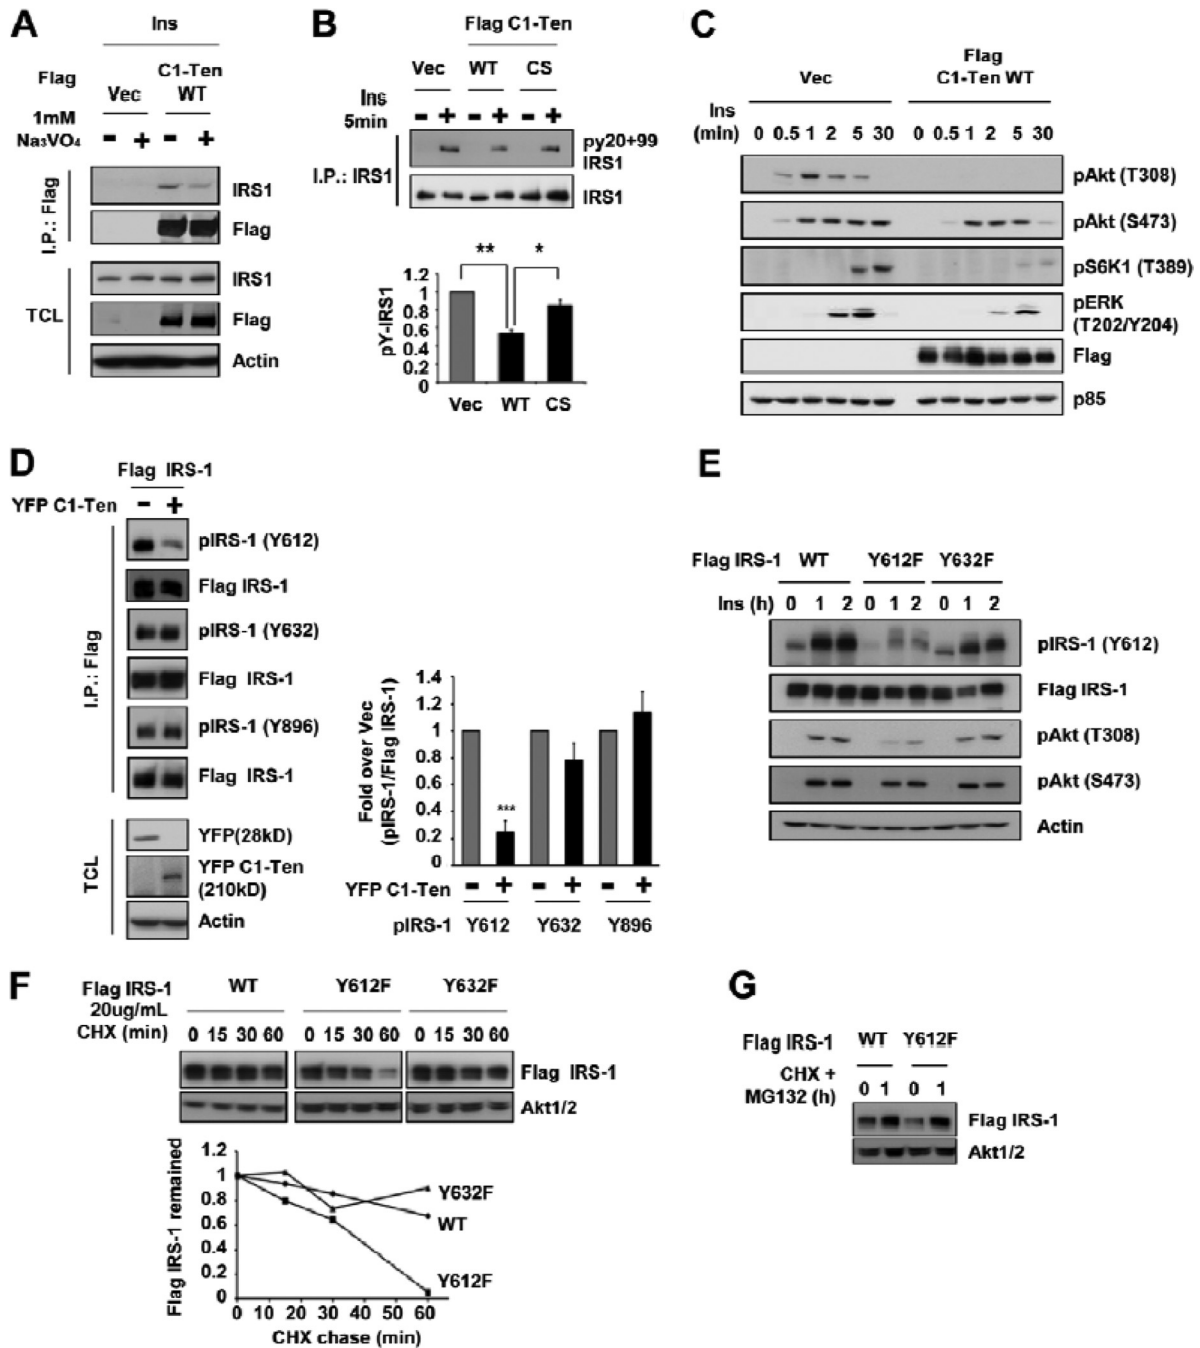 A
Ins
Flag
Vec
C1-Ten
WT
1mM
Na₃VO₄
- + - +
I.P.: Flag
IRS1
Flag
TCL
IRS1
Flag
Actin
B
Flag C1-Ten
Vec WT CS
Ins
5min
- + - + - +
I.P.: IRS1
py20+99
IRS1
IRS1
** *
pY-IRS1
1.2
1
0.8
0.6
0.4
0.2
0
Vec WT CS
C
Vec
Flag
C1-Ten WT
Ins
(min)
0 0.5 1 2 5 30 0 0.5 1 2 5 30
pAkt (T308)
pAkt (S473)
pS6K1 (T389)
pERK
(T202/Y204)
Flag
p85
D
Flag IRS-1
YFP C1-Ten - +
I.P.: Flag
pIRS-1 (Y612)
Flag IRS-1
pIRS-1 (Y632)
Flag IRS-1
pIRS-1 (Y896)
Flag IRS-1
TCL
YFP(28kD)
YFP C1-Ten
(210kD)
Actin
Fold over Vec
(pIRS-1/Flag IRS-1)
1.4
1.2
1
0.8
0.6
0.4
0.2
0
***
YFP C1-Ten - + - + - +
pIRS-1 Y612 Y632 Y896
E
Flag IRS-1 WT Y612F Y632F
Ins (h) 0 1 2 0 1 2 0 1 2
pIRS-1 (Y612)
Flag IRS-1
pAkt (T308)
pAkt (S473)
Actin
F
Flag IRS-1 WT Y612F Y632F
20ug/mL
CHX (min) 0 15 30 60 0 15 30 60 0 15 30 60
Flag IRS-1
Akt1/2
Flag IRS-1 remained
1.2
1
0.8
0.6
0.4
0.2
0
Y632F
WT
Y612F
0 10 20 30 40 50 60
CHX chase (min)
G
Flag IRS-1 WT Y612F
CHX +
MG132 (h) 0 1 0 1
Flag IRS-1
Akt1/2